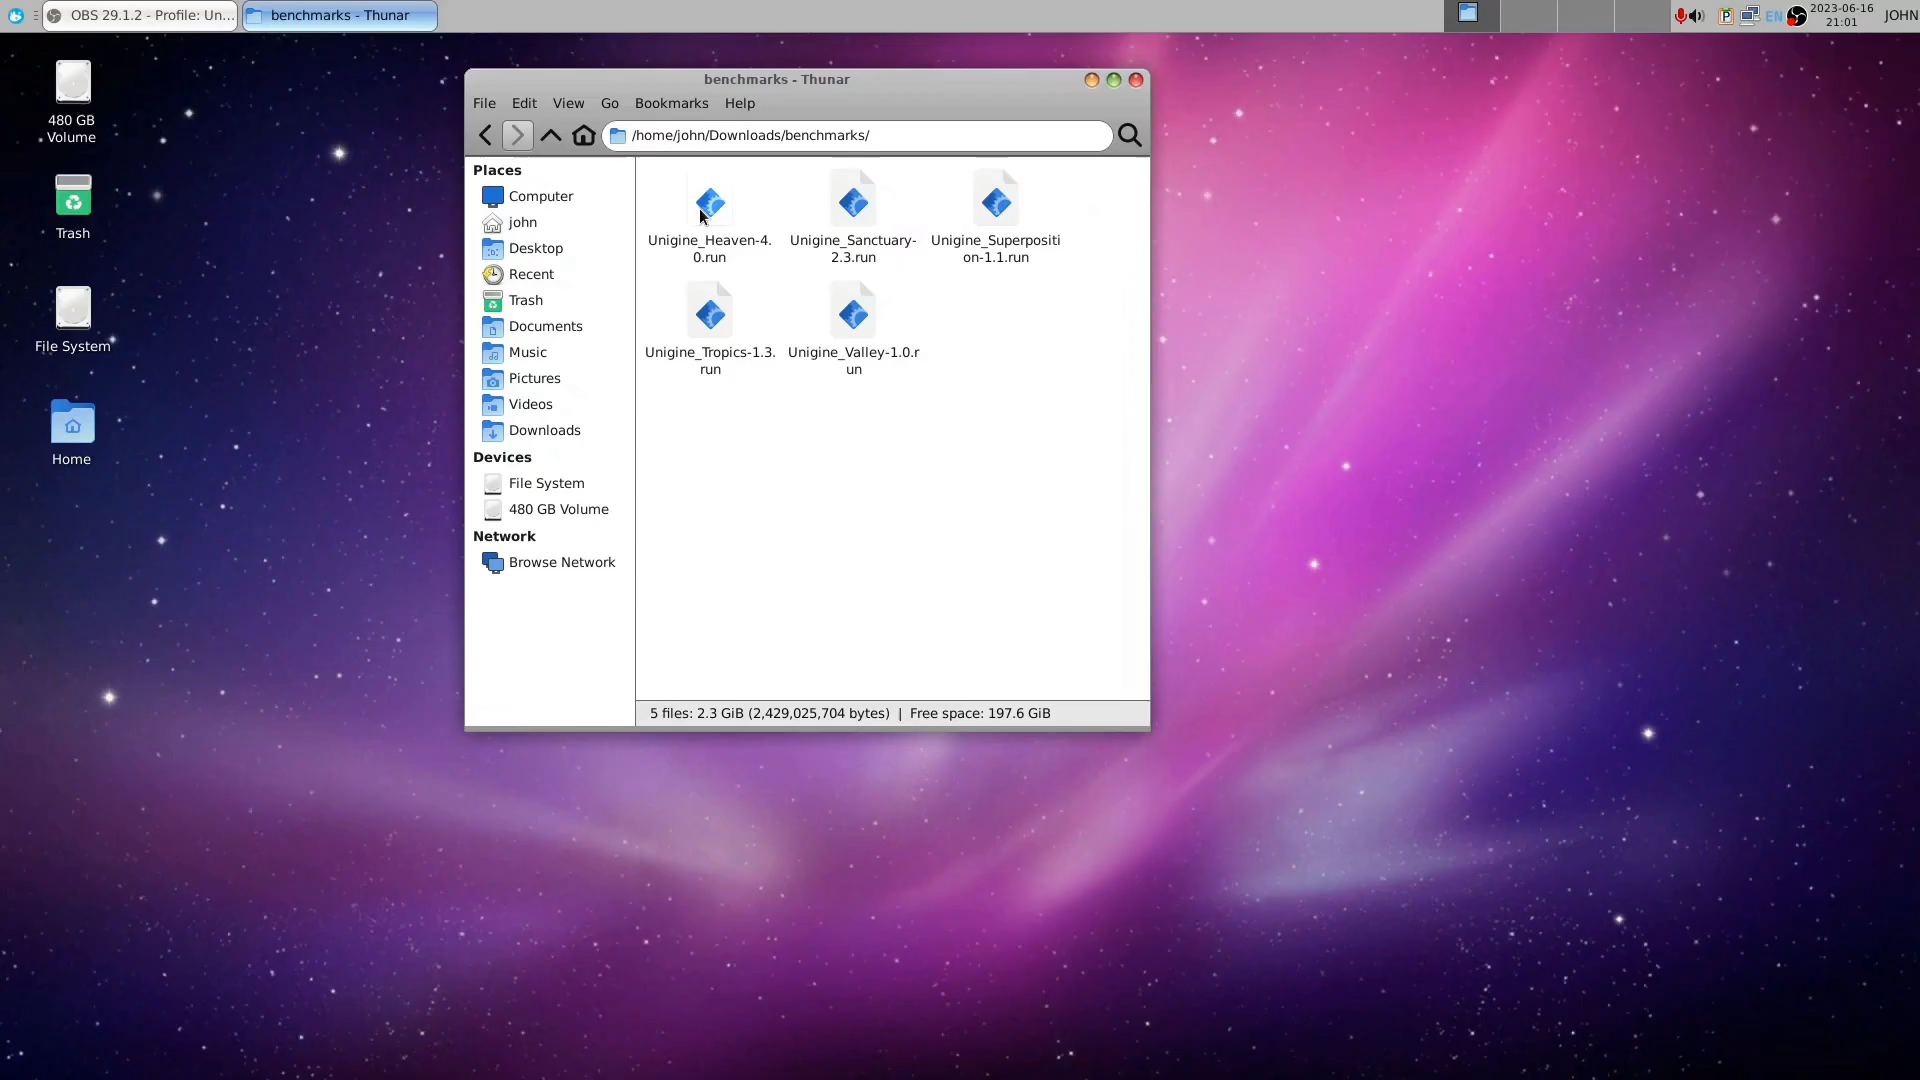 OBS 29.1.2 - Profile: Un...
benchmarks - Thunar
EN
2023-06-16
21:01
JOHN
480 GB
Volume
Trash
File System
Home
benchmarks - Thunar
File Edit View Go Bookmarks Help
/home/john/Downloads/benchmarks/
Places
Computer
john
Desktop
Recent
Trash
Documents
Music
Pictures
Videos
Downloads
Devices
File System
480 GB Volume
Network
Browse Network
Unigine_Heaven-4.
0.run
Unigine_Sanctuary-
2.3.run
Unigine_Superpositi
on-1.1.run
Unigine_Tropics-1.3.
run
Unigine_Valley-1.0.r
un
5 files: 2.3 GiB (2,429,025,704 bytes) | Free space: 197.6 GiB